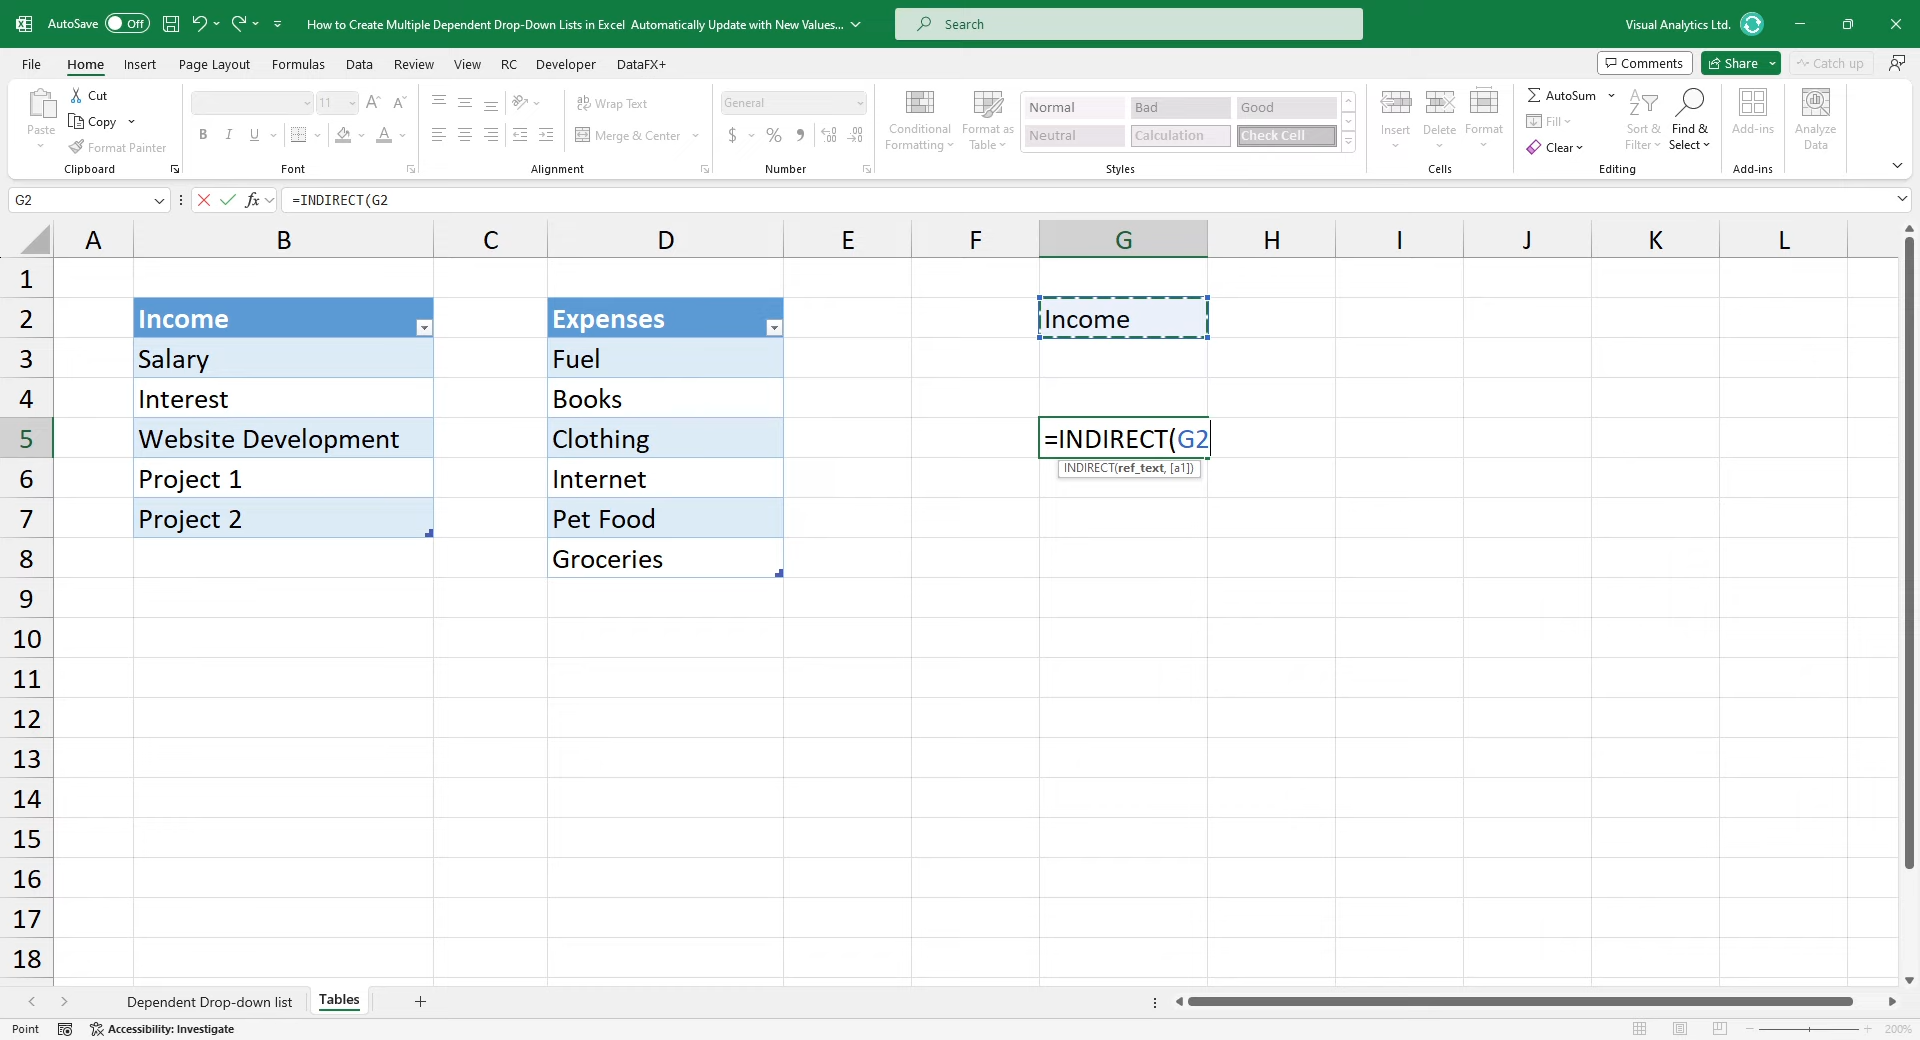 AutoSave Off How to Create Multiple Dependent Drop-Down Lists in Excel Automatically Update with New Values... Search Visual Analytics Ltd.
File Home Insert Page Layout Formulas Data Review View RC Developer DataFX+ Comments Share Catch up
Paste Cut Copy Format Painter Clipboard
11 B I U Font
Wrap Text Merge & Center Alignment
General $ % Number
Conditional Formatting Format as Table Normal Bad Good Neutral Calculation Check Cell Styles
Insert Delete Format Cells
AutoSum Fill Clear Sort & Filter Find & Select Editing
Add-ins Add-ins
Analyze Data
G2 fx =INDIRECT(G2
A B C D E F G H I J K L
1
2 Income Expenses Income
3 Salary Fuel
4 Interest Books
5 Website Development Clothing =INDIRECT(G2
INDIRECT(ref_text, [a1])
6 Project 1 Internet
7 Project 2 Pet Food
8 Groceries
9
10
11
12
13
14
15
16
17
18
Dependent Drop-down list Tables
Point Accessibility: Investigate 200%